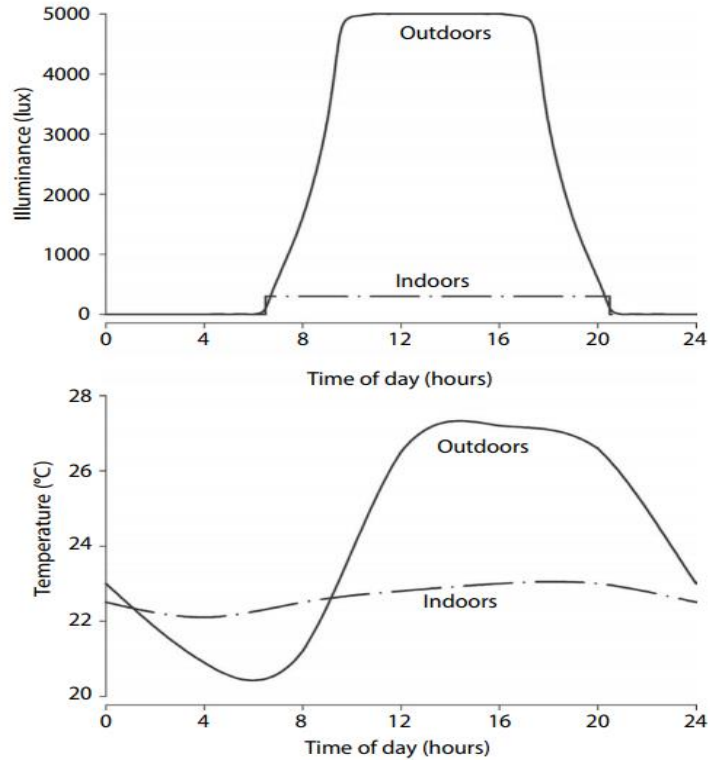 Illuminance (lux)
5000
4000
3000
2000
1000
0
Outdoors
Indoors
0 4 8 12 16 20 24
Time of day (hours)
Temperature (°C)
28
26
24
22
20
Outdoors
Indoors
0 4 8 12 16 20 24
Time of day (hours)